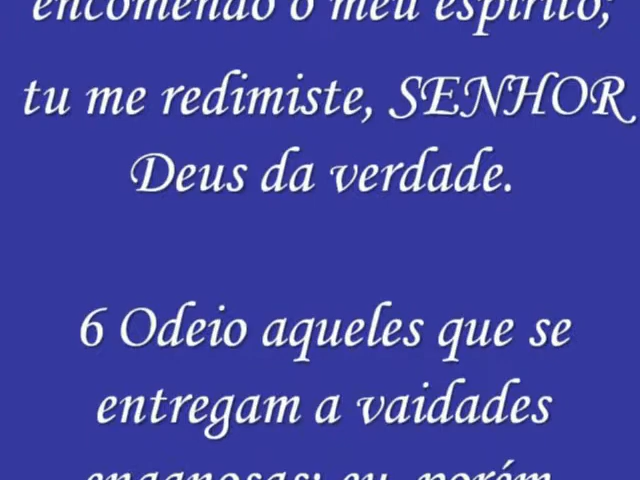 encomendo o meu espírito;
tu me redimiste, SENHOR
Deus da verdade.
6 Odeio aqueles que se
entregam a vaidades
enganosas; eu, porém,